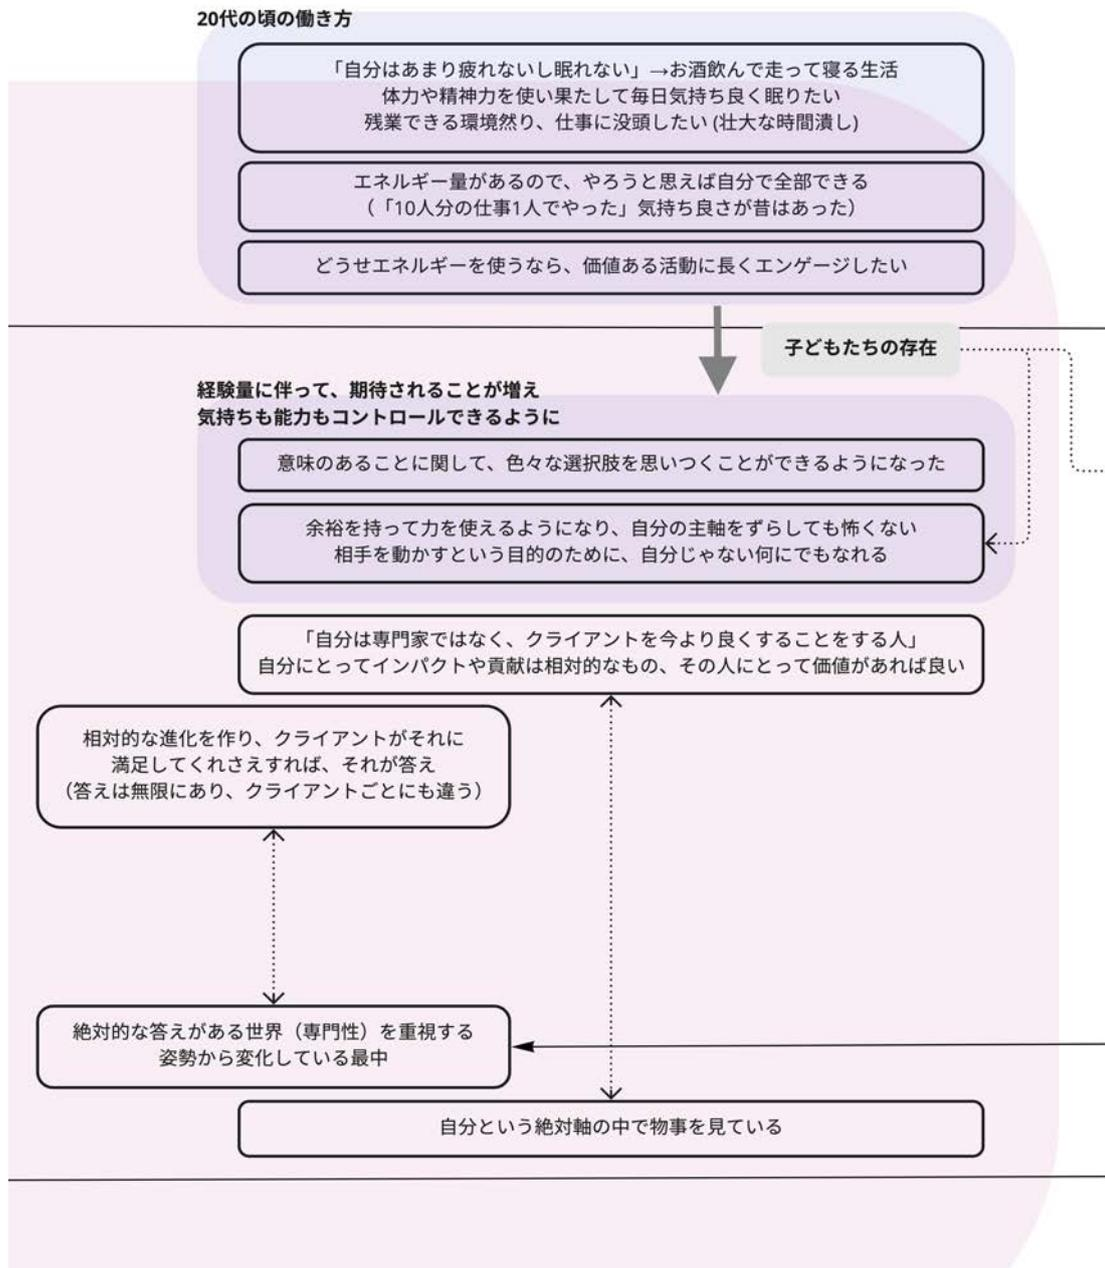 20代の頃の働き方
「自分はあまり疲れないし眠れない」→お酒飲んで走って寝る生活
体力や精神力を使い果たして毎日気持ち良く眠りたい
残業できる環境然り、仕事に没頭したい (壮大な時間潰し)
エネルギー量があるので、やろうと思えば自分で全部できる
（「10人分の仕事1人でやった」気持ち良さが昔はあった）
どうせエネルギーを使うなら、価値ある活動に長くエンゲージしたい
子どもたちの存在
経験量に伴って、期待されることが増え
気持ちも能力もコントロールできるように
意味のあることに関して、色々な選択肢を思いつくことができるようになった
余裕を持って力を使えるようになり、自分の主軸をずらしても怖くない
相手を動かすという目的のために、自分じゃない何にでもなれる
「自分は専門家ではなく、クライアントを今より良くすることをする人」
自分にとってインパクトや貢献は相対的なもの、その人にとって価値があれば良い
相対的な進化を作り、クライアントがそれに
満足してくれさえすれば、それが答え
（答えは無限にあり、クライアントごとにも違う）
絶対的な答えがある世界（専門性）を重視する
姿勢から変化している最中
自分という絶対軸の中で物事を見ている